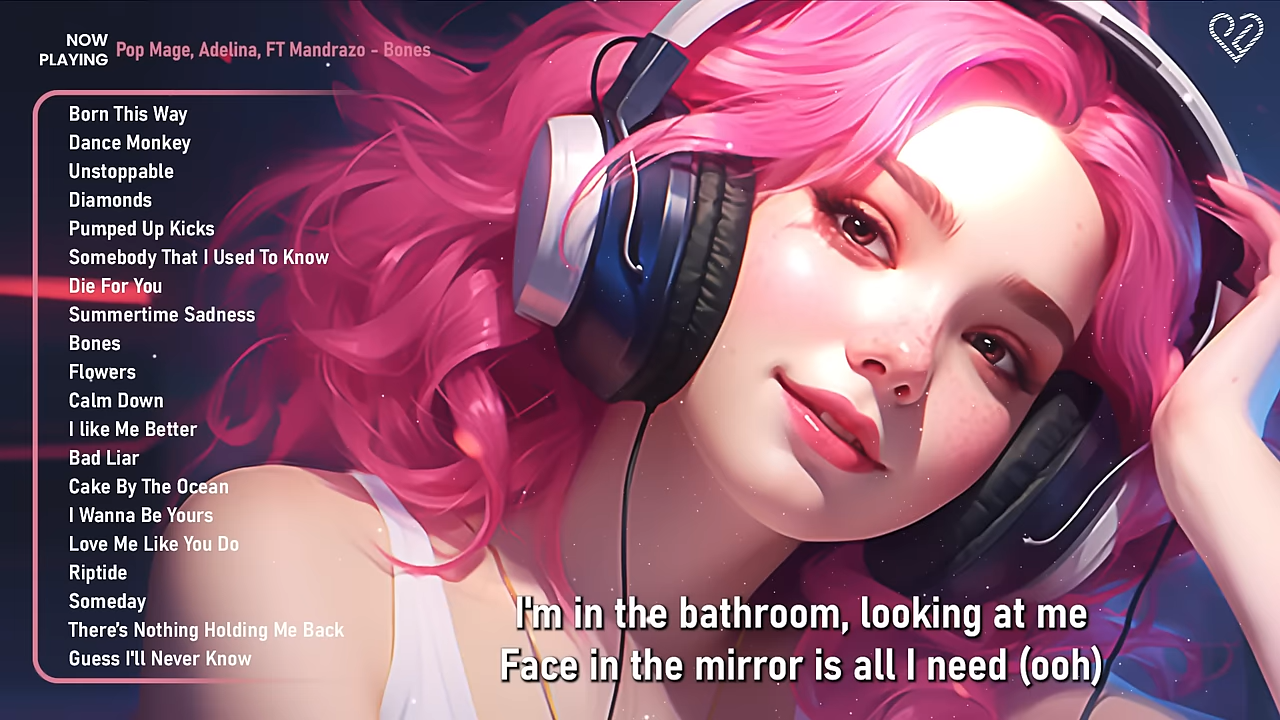 NOW
PLAYING
Pop Mage, Adelina, FT Mandrazo - Bones
Born This Way
Dance Monkey
Unstoppable
Diamonds
Pumped Up Kicks
Somebody That I Used To Know
Die For You
Summertime Sadness
Bones
Flowers
Calm Down
I like Me Better
Bad Liar
Cake By The Ocean
I Wanna Be Yours
Love Me Like You Do
Riptide
Someday
There's Nothing Holding Me Back
Guess I'll Never Know
I'm in the bathroom, looking at me
Face in the mirror is all I need (ooh)